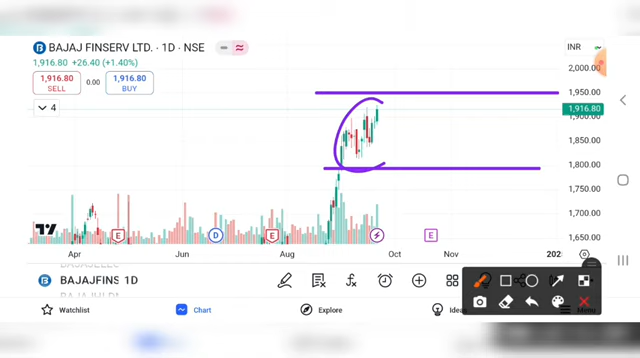 BAJAJ FINSERV LTD. · 1D · NSE
INR
1,916.80 +26.40 (+1.40%)
1,916.80
SELL
0.00
1,916.80
BUY
4
2,000.00
1,950.00
1,916.80
1,900.00
1,850.00
1,800.00
1,750.00
1,700.00
1,650.00
E
D
E
E
Apr
Jun
Aug
Oct
Nov
BAJAJFINS 1D
Watchlist
Chart
Explore
Menu